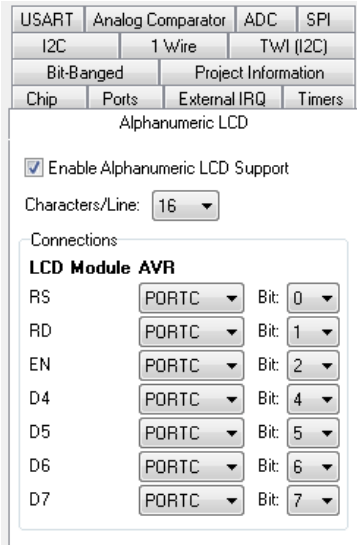 USART Analog Comparator ADC SPI
I2C 1 Wire TWI (I2C)
Bit-Banged Project Information
Chip Ports External IRQ Timers
Alphanumeric LCD
Enable Alphanumeric LCD Support
Characters/Line: 16
Connections
LCD Module AVR
RS PORTC Bit: 0
RD PORTC Bit: 1
EN PORTC Bit: 2
D4 PORTC Bit: 4
D5 PORTC Bit: 5
D6 PORTC Bit: 6
D7 PORTC Bit: 7